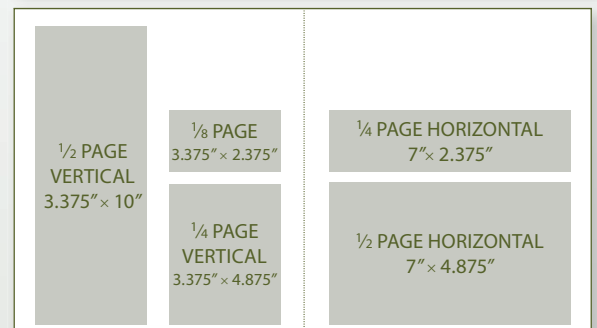 ½ PAGE
VERTICAL
3.375″ × 10″
⅛ PAGE
3.375″ × 2.375″
¼ PAGE
VERTICAL
3.375″ × 4.875″
¼ PAGE HORIZONTAL
7″× 2.375″
½ PAGE HORIZONTAL
7″ × 4.875″